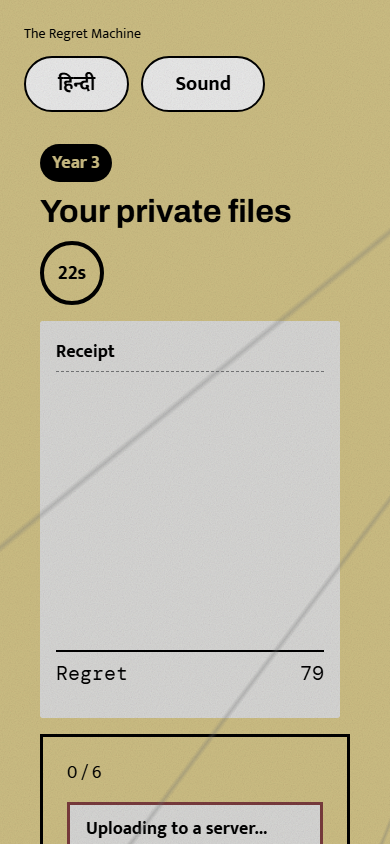 The Regret Machine
हिन्दी
Sound
Year 3
Your private files
22s
Receipt
Regret 79
0 / 6
Uploading to a server...